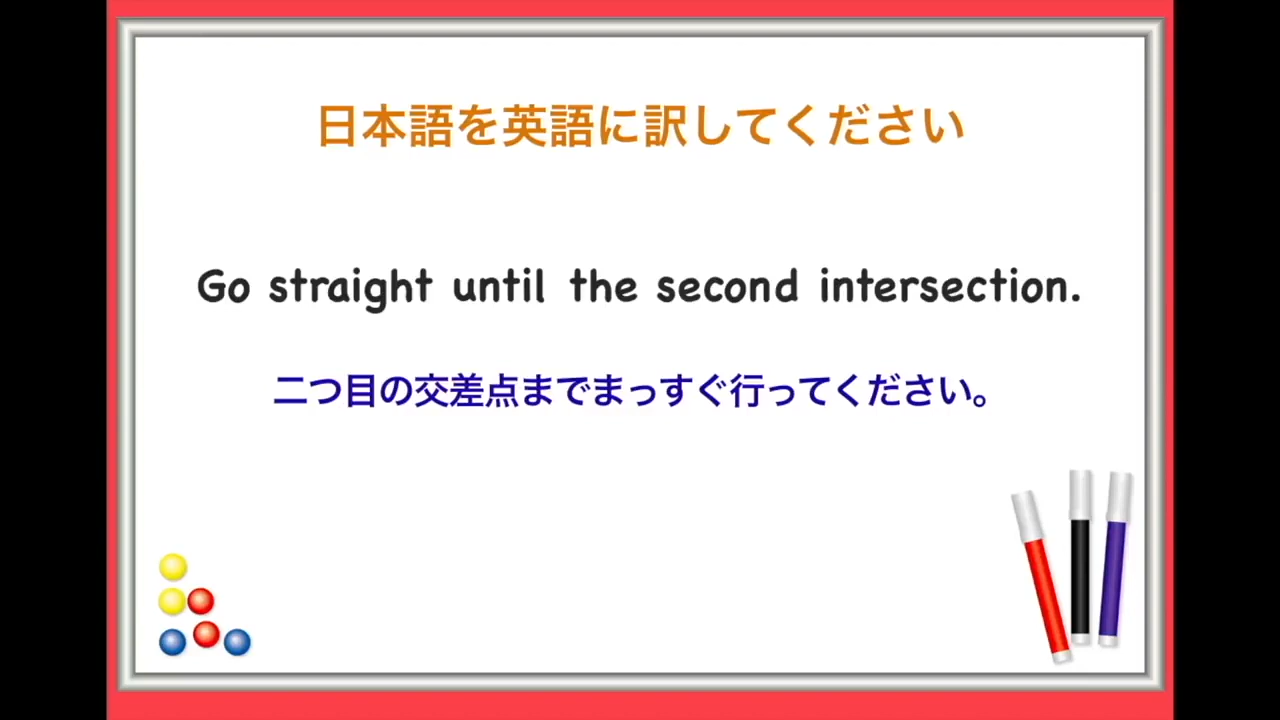 日本語を英語に訳してください
Go straight until the second intersection.
二つ目の交差点までまっすぐ行ってください。